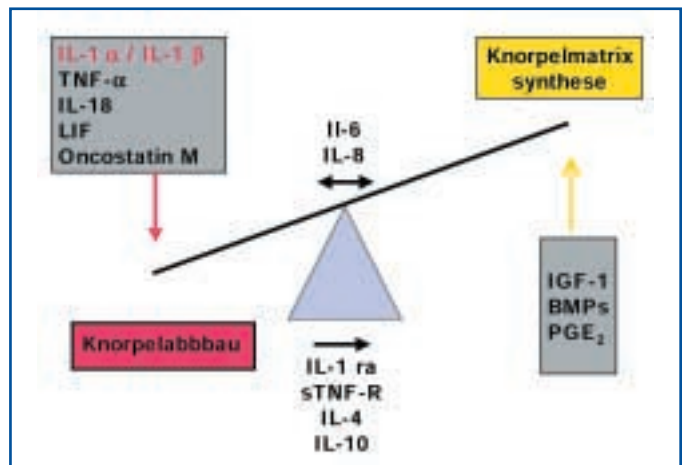 IL-1 α / IL-1 β
TNF-α
IL-18
LIF
Oncostatin M
Knorpelmatrix
synthese
Il-6
IL-8
Knorpelabbbau
IGF-1
BMPs
PGE₂
IL-1 ra
sTNF-R
IL-4
IL-10